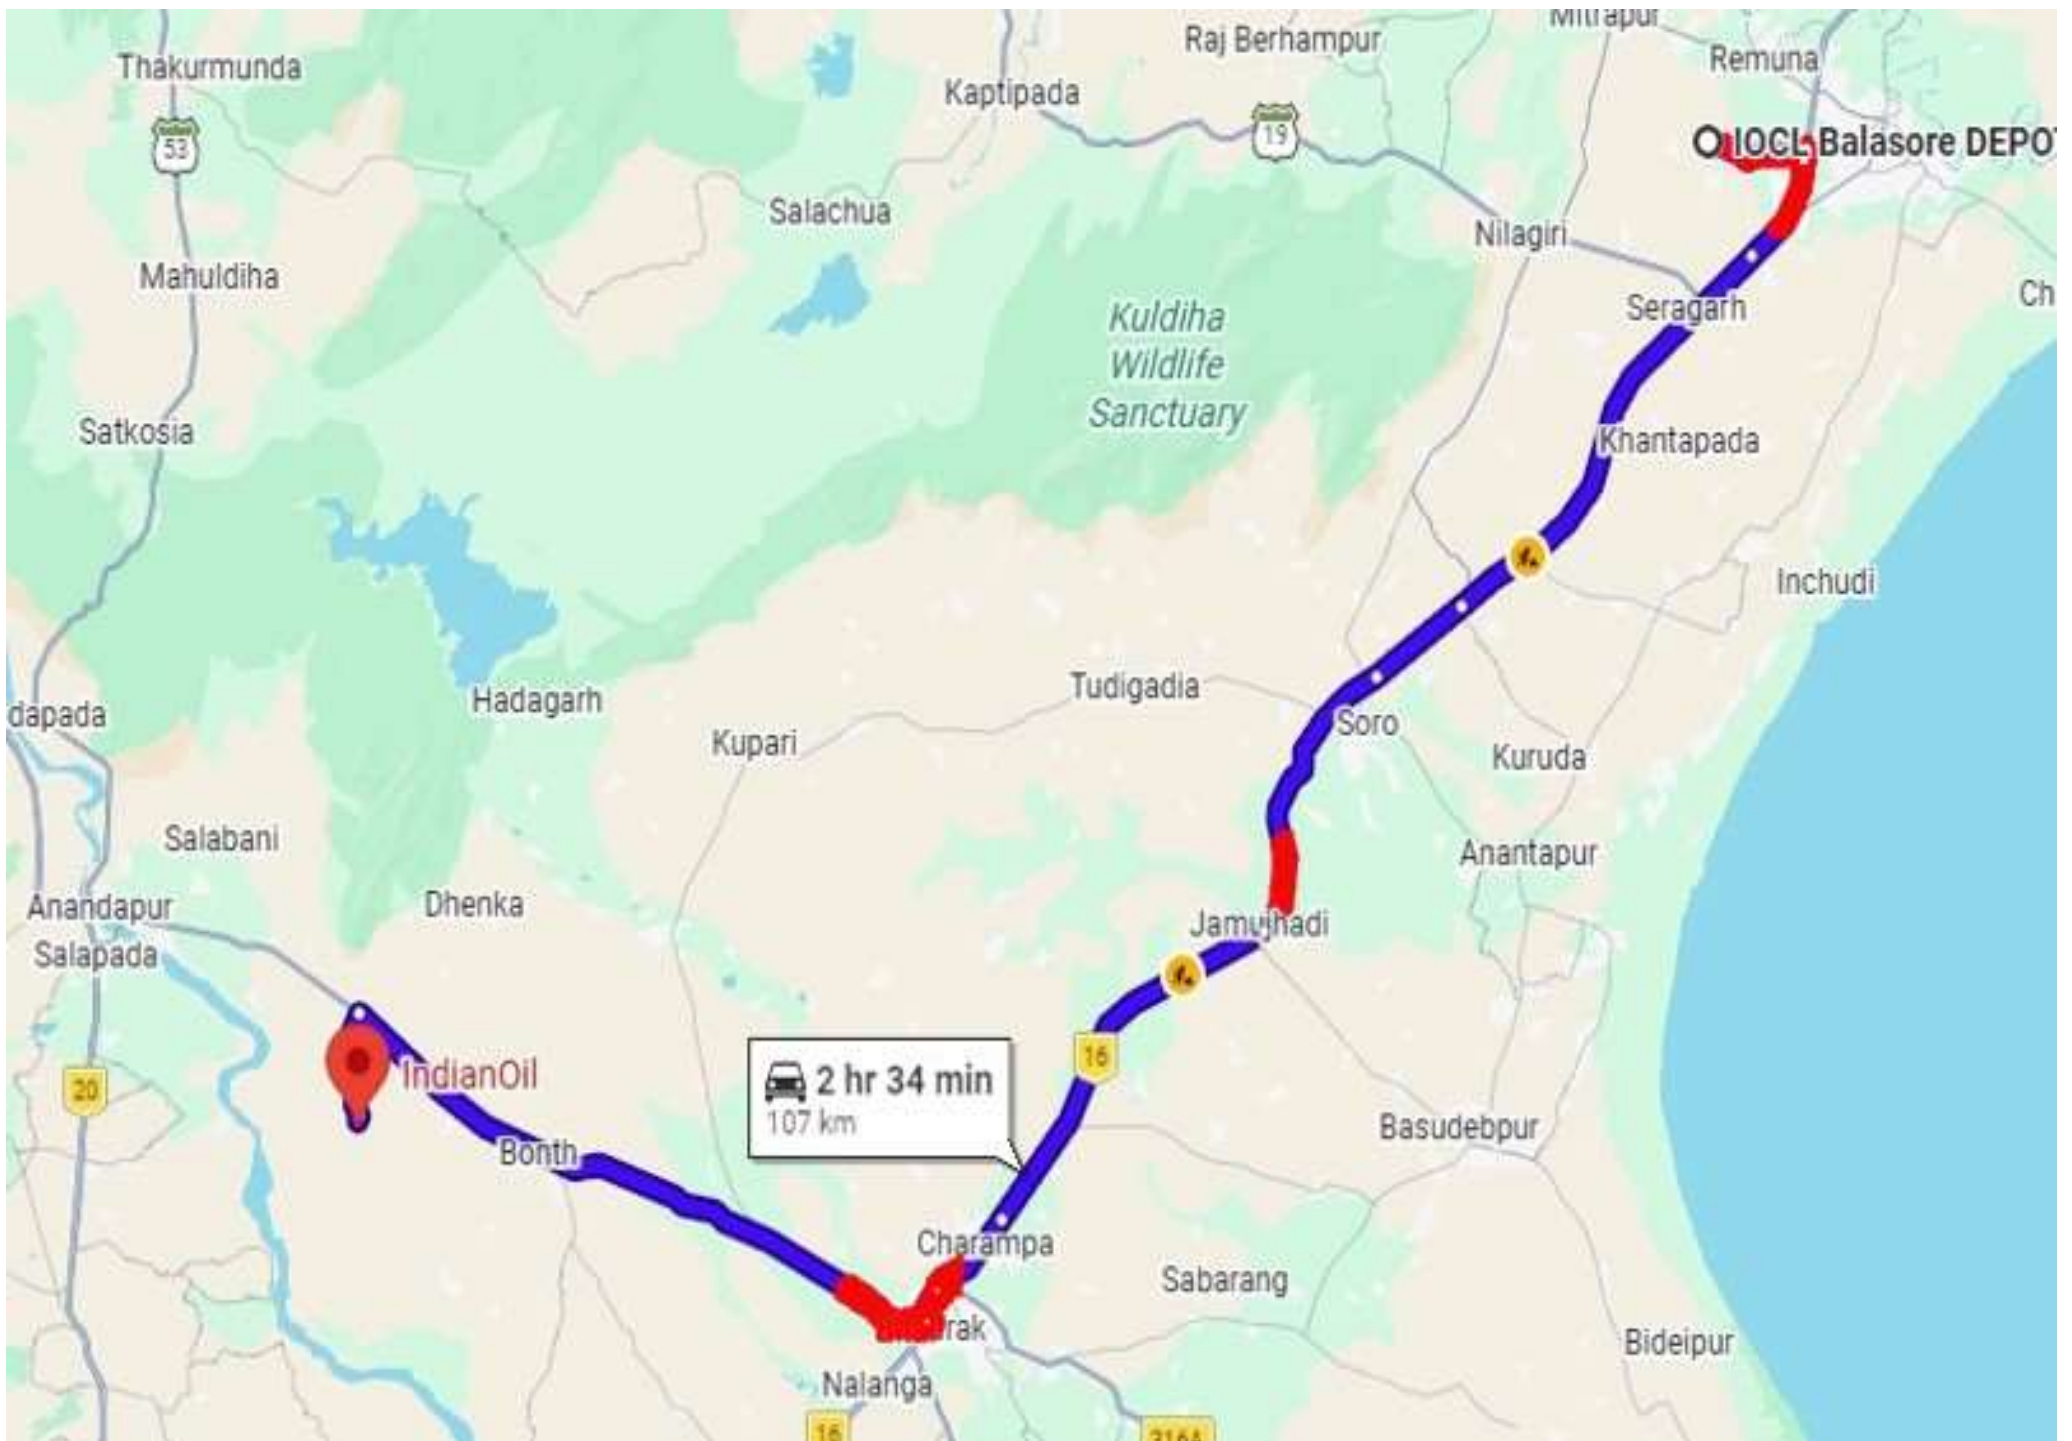 Mitrapur
Raj Berhampur
Remuna
Thakurmunda
Kaptipada
19
53
IOCL Balasore DEPOT
Salachua
Nilagiri
Mahuldiha
Ch
Seragarh
Kuldiha
Wildlife
Sanctuary
Satkosia
Khantapada
Inchudi
Tudigadia
Hadagarh
dapada
Soro
Kupari
Kuruda
Salabani
Anantapur
Dhenka
Anandapur
Jamujhadi
Salapada
16
IndianOil
2 hr 34 min
107 km
20
Basudebpur
Bonth
Charampa
Sabarang
rak
Bideipur
Nalanga
16
316A